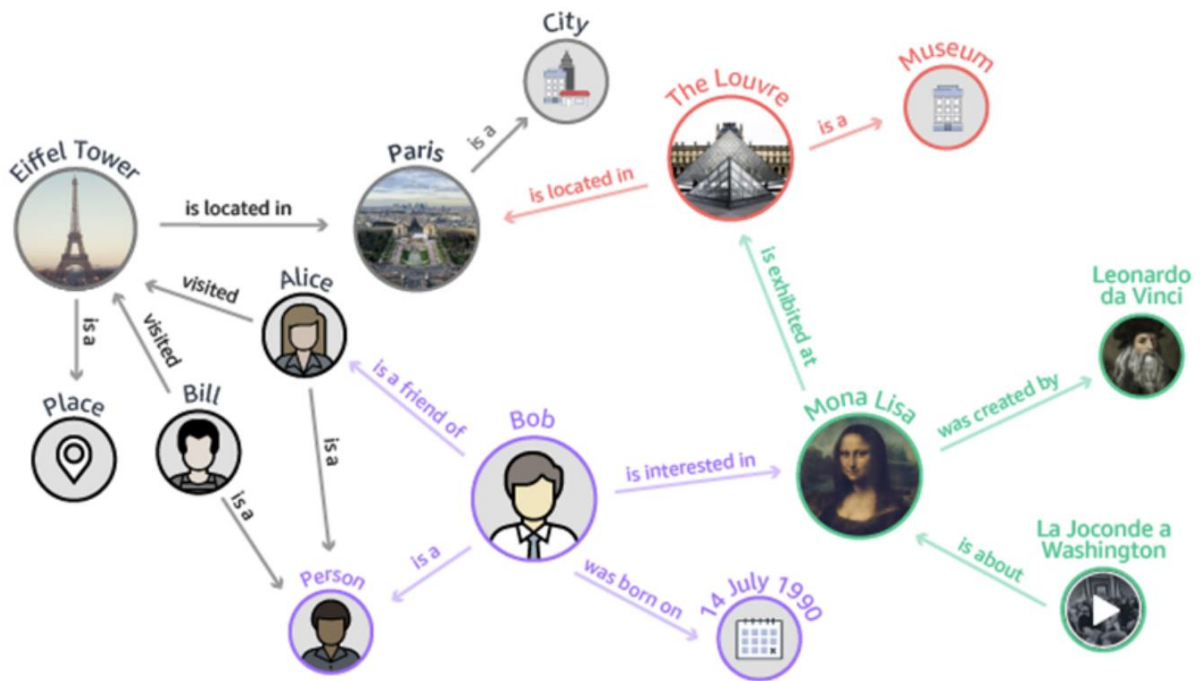 City
The Louvre
Museum
is a
is a
Eiffel Tower
Paris
is located in
is located in
visited
Alice
is exhibited at
Leonardo
da Vinci
is a
visited
Place
Bill
is a friend of
Bob
Mona Lisa
was created by
is a
is interested in
is a
La Joconde a
Washington
is about
Person
is a
was born on
14 July 1990